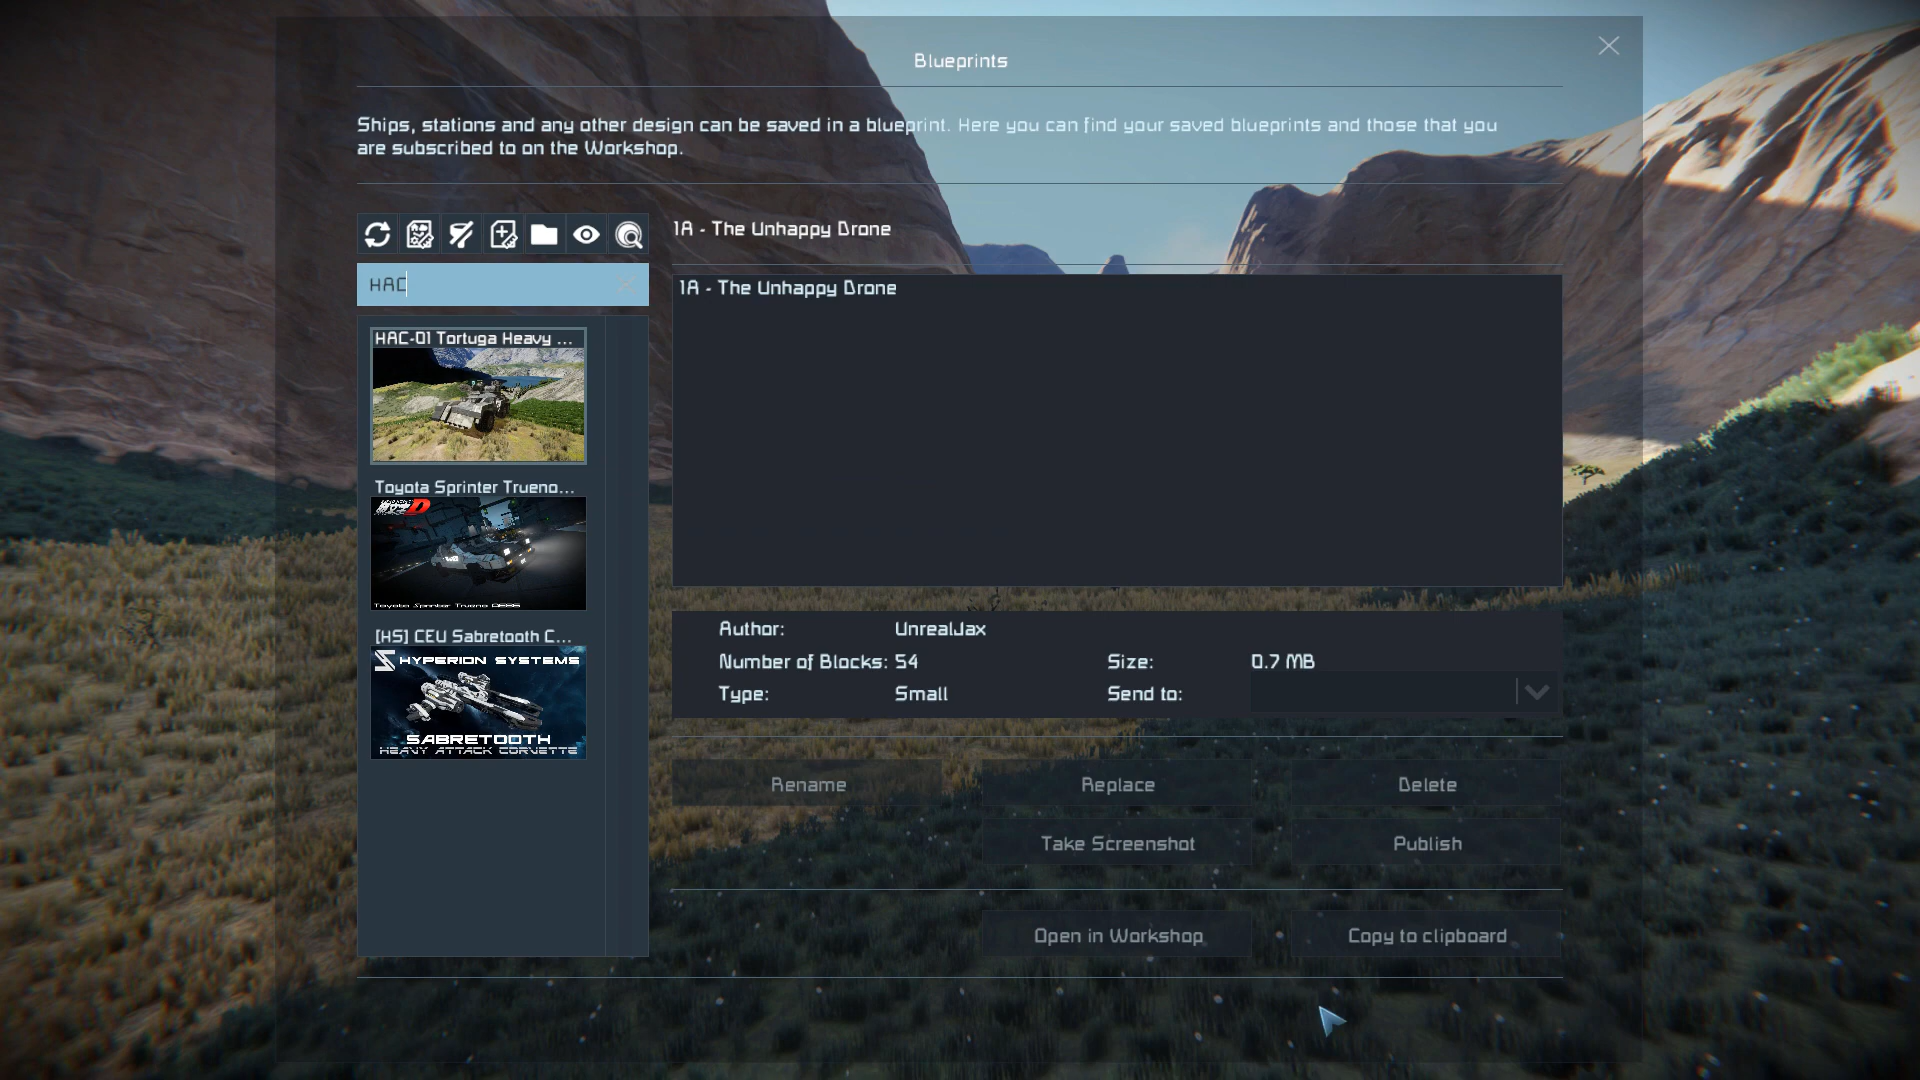 Blueprints
Ships, stations and any other design can be saved in a blueprint. Here you can find your saved blueprints and those that you
are subscribed to on the Workshop.
1A - The Unhappy Drone
HAC
1A - The Unhappy Drone
HAC-01 Tortuga Heavy ...
Toyota Sprinter Trueno...
D
Toyota Sprinter Trueno
[HS] CEU Sabretooth C...
HYPERION SYSTEMS
SABRETOOTH
HEAVY ATTACK CORVETTE
Author: UnrealJax
Number of Blocks: 54 Size: 0.7 MB
Type: Small Send to:
Rename Replace Delete
Take Screenshot Publish
Open in Workshop Copy to clipboard